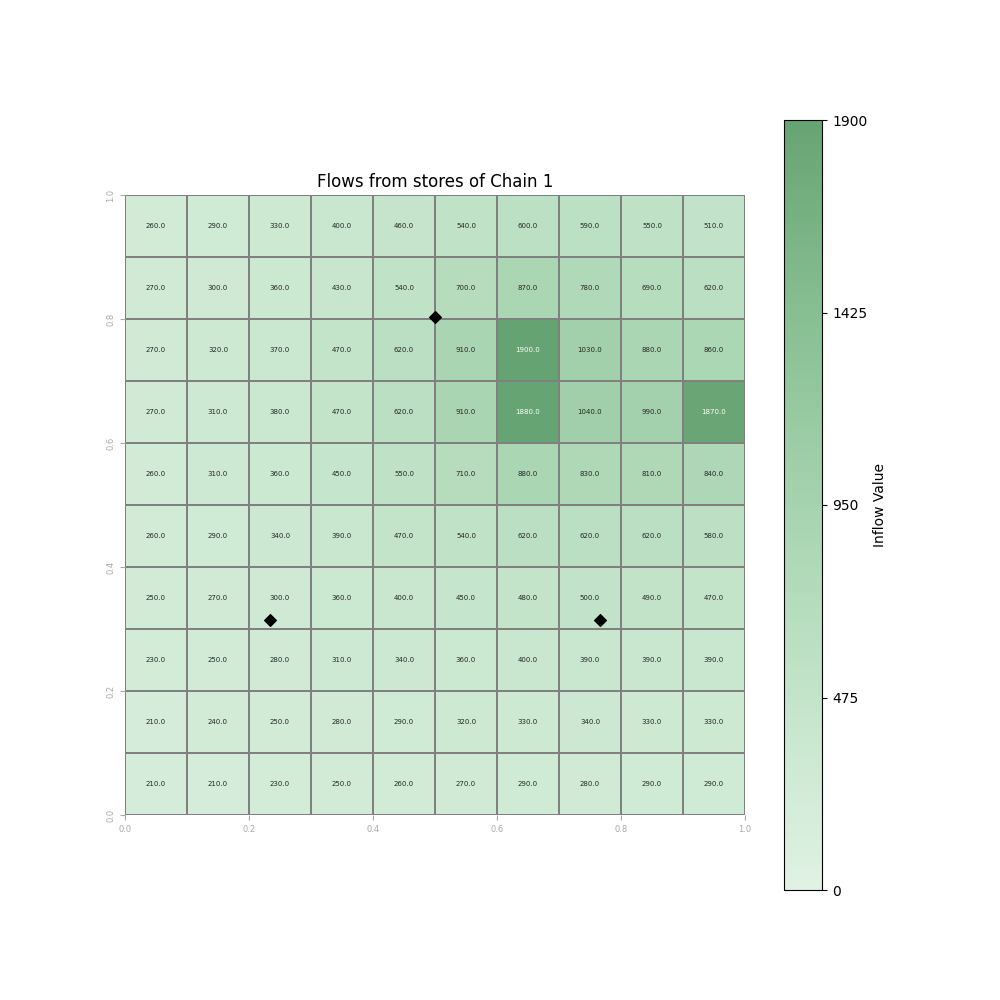 Flows from stores of Chain 1
1900
1425
950
475
0
Inflow Value
1.0
0.8
0.6
0.4
0.2
0.0
260.0 290.0 330.0 400.0 460.0 540.0 600.0 590.0 550.0 510.0
270.0 300.0 360.0 430.0 540.0 700.0 870.0 780.0 690.0 620.0
270.0 320.0 370.0 470.0 620.0 910.0 1900.0 1030.0 880.0 860.0
270.0 310.0 380.0 470.0 620.0 910.0 1880.0 1040.0 990.0 1870.0
260.0 310.0 360.0 450.0 550.0 710.0 880.0 830.0 810.0 840.0
260.0 290.0 340.0 390.0 470.0 540.0 620.0 620.0 620.0 580.0
250.0 270.0 300.0 360.0 400.0 450.0 480.0 500.0 490.0 470.0
230.0 250.0 280.0 310.0 340.0 360.0 400.0 390.0 390.0 390.0
210.0 240.0 250.0 280.0 290.0 320.0 330.0 340.0 330.0 330.0
210.0 210.0 230.0 250.0 260.0 270.0 290.0 280.0 290.0 290.0
0.0 0.2 0.4 0.6 0.8 1.0